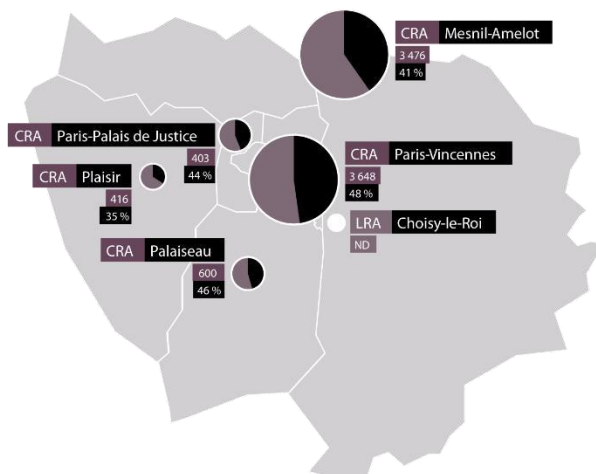 CRA Mesnil-Amelot
3 476
41 %
CRA Paris-Palais de Justice
403
44 %
CRA Paris-Vincennes
3 648
48 %
CRA Plaisir
416
35 %
LRA Choisy-le-Roi
ND
CRA Palaiseau
600
46 %